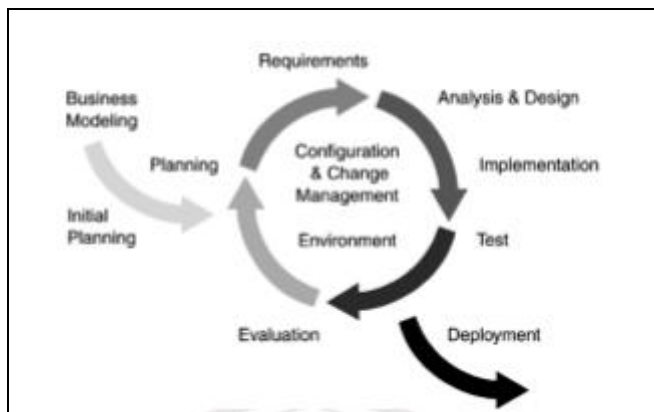 Requirements
Business
Modeling
Analysis & Design
Planning
Configuration
& Change
Management
Implementation
Initial
Planning
Environment
Test
Evaluation
Deployment